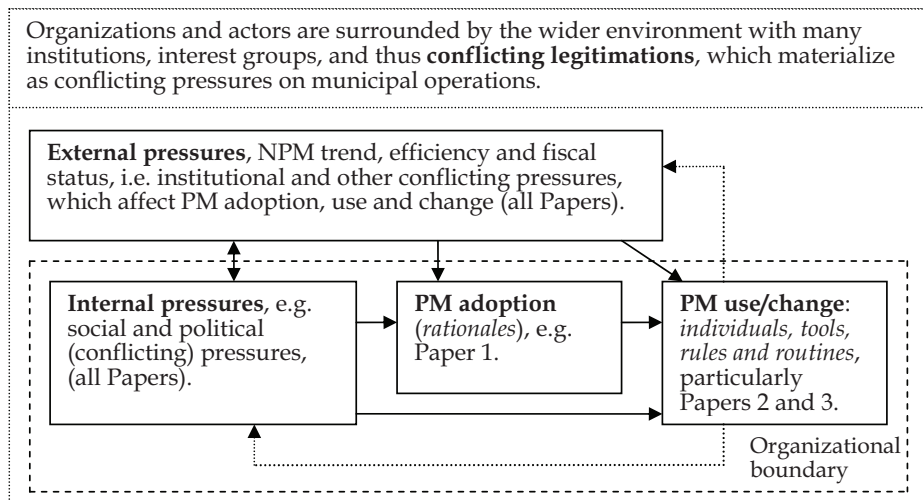 Organizations and actors are surrounded by the wider environment with many
institutions, interest groups, and thus conflicting legitimations, which materialize
as conflicting pressures on municipal operations.
External pressures, NPM trend, efficiency and fiscal
status, i.e. institutional and other conflicting pressures,
which affect PM adoption, use and change (all Papers).
Internal pressures, e.g.
social and political
(conflicting) pressures,
(all Papers).
PM adoption
(rationales), e.g.
Paper 1.
PM use/change:
individuals, tools,
rules and routines,
particularly
Papers 2 and 3.
Organizational
boundary